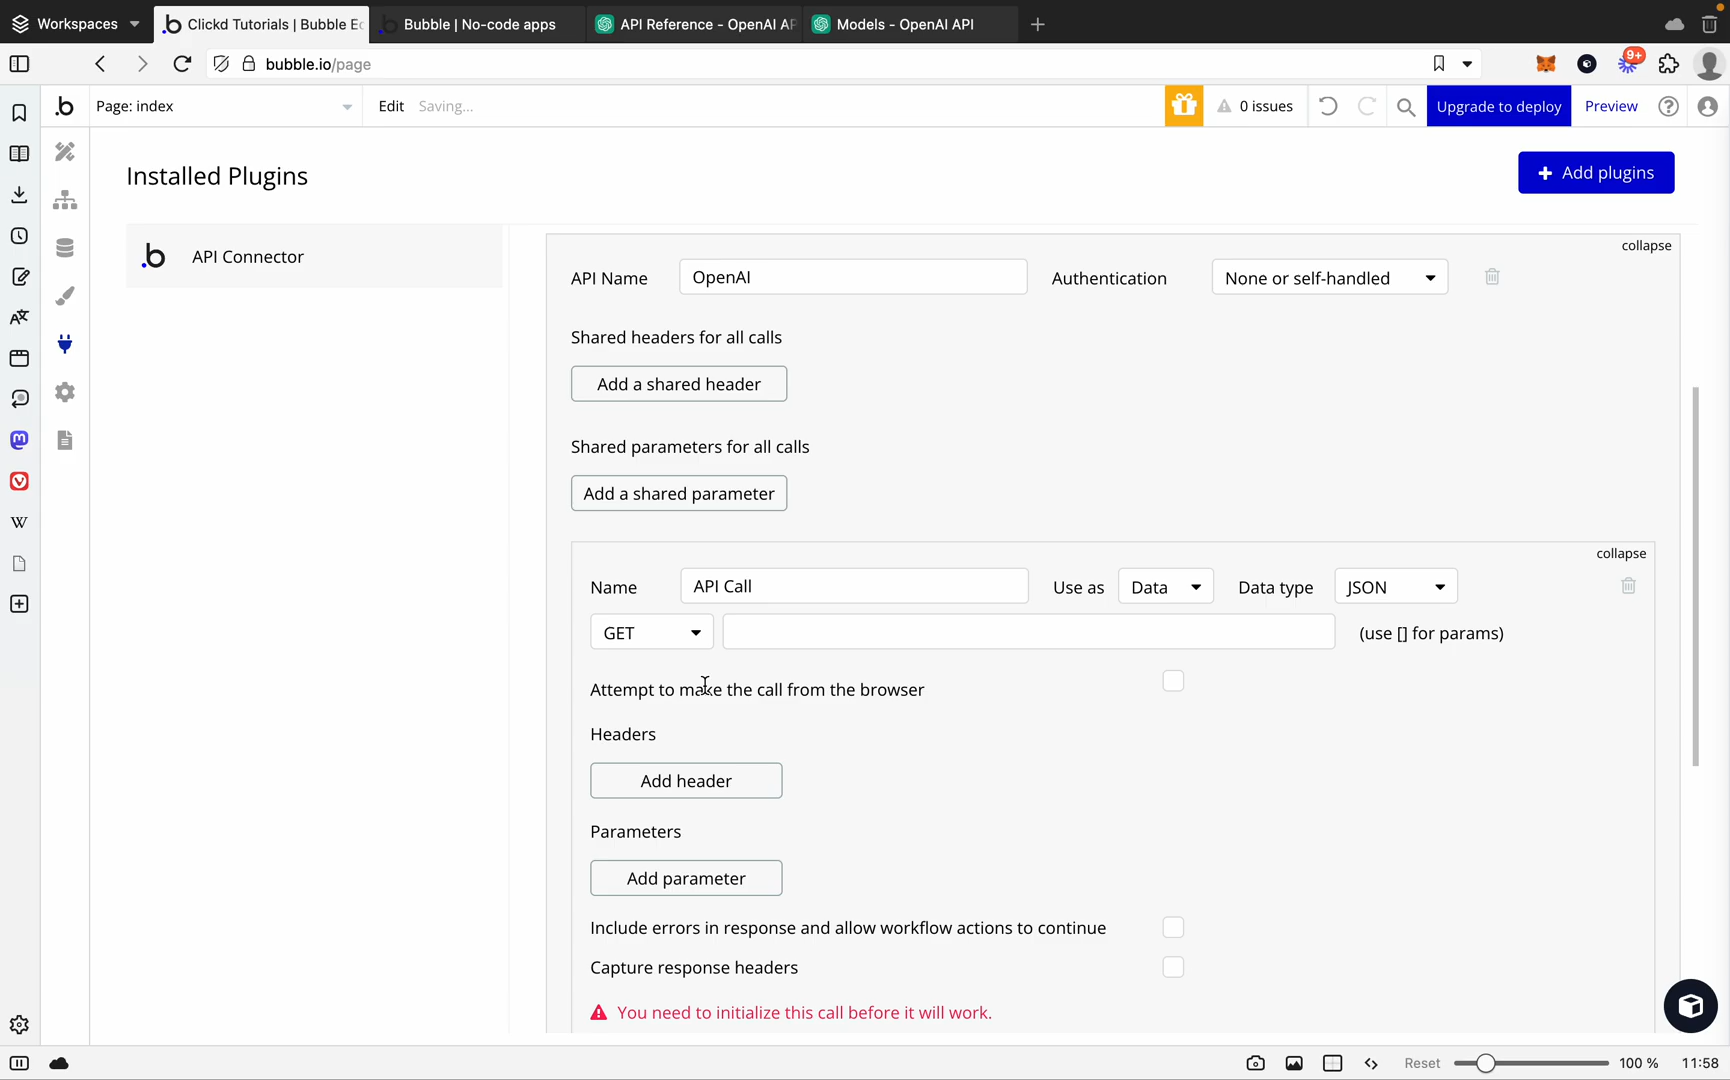 Workspaces
Clickd Tutorials | Bubble Ec
Bubble | No-code apps
API Reference - OpenAI AP
Models - OpenAI API
bubble.io/page
9+
Page: index
Edit
Saving...
0 issues
Upgrade to deploy
Preview
Installed Plugins
Add plugins
API Connector
collapse
API Name
OpenAI
Authentication
None or self-handled
Shared headers for all calls
Add a shared header
Shared parameters for all calls
Add a shared parameter
collapse
Name
API Call
Use as
Data
Data type
JSON
GET
(use [] for params)
Attempt to make the call from the browser
Headers
Add header
Parameters
Add parameter
Include errors in response and allow workflow actions to continue
Capture response headers
You need to initialize this call before it will work.
Reset
100 %
11:58